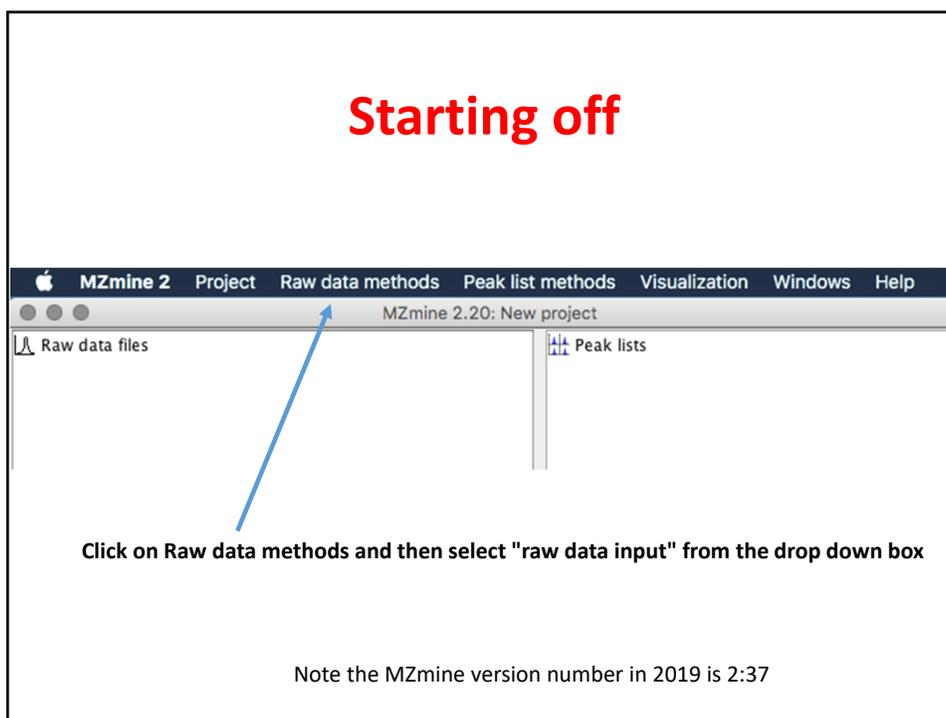 Starting off
MZmine 2 Project Raw data methods Peak list methods Visualization Windows Help
MZmine 2.20: New project
Raw data files Peak lists
Click on Raw data methods and then select "raw data input" from the drop down box
Note the MZmine version number in 2019 is 2:37